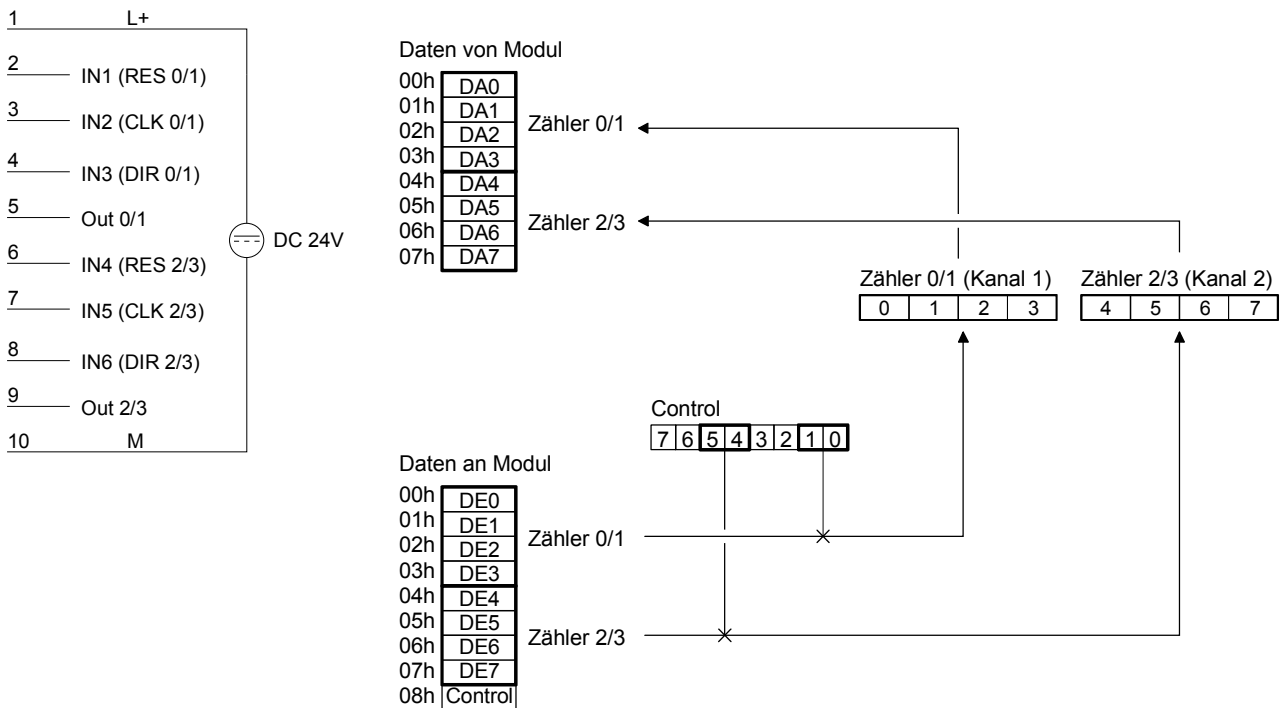 1 L+
2 IN1 (RES 0/1)
3 IN2 (CLK 0/1)
4 IN3 (DIR 0/1)
5 Out 0/1
6 IN4 (RES 2/3)
7 IN5 (CLK 2/3)
8 IN6 (DIR 2/3)
9 Out 2/3
10 M
DC 24V
Daten von Modul
00h DA0
01h DA1
02h DA2
03h DA3
Zähler 0/1
04h DA4
05h DA5
06h DA6
07h DA7
Zähler 2/3
Zähler 0/1 (Kanal 1)
0 1 2 3
Zähler 2/3 (Kanal 2)
4 5 6 7
Control
7 6 5 4 3 2 1 0
Daten an Modul
00h DE0
01h DE1
02h DE2
03h DE3
Zähler 0/1
04h DE4
05h DE5
06h DE6
07h DE7
Zähler 2/3
08h Control